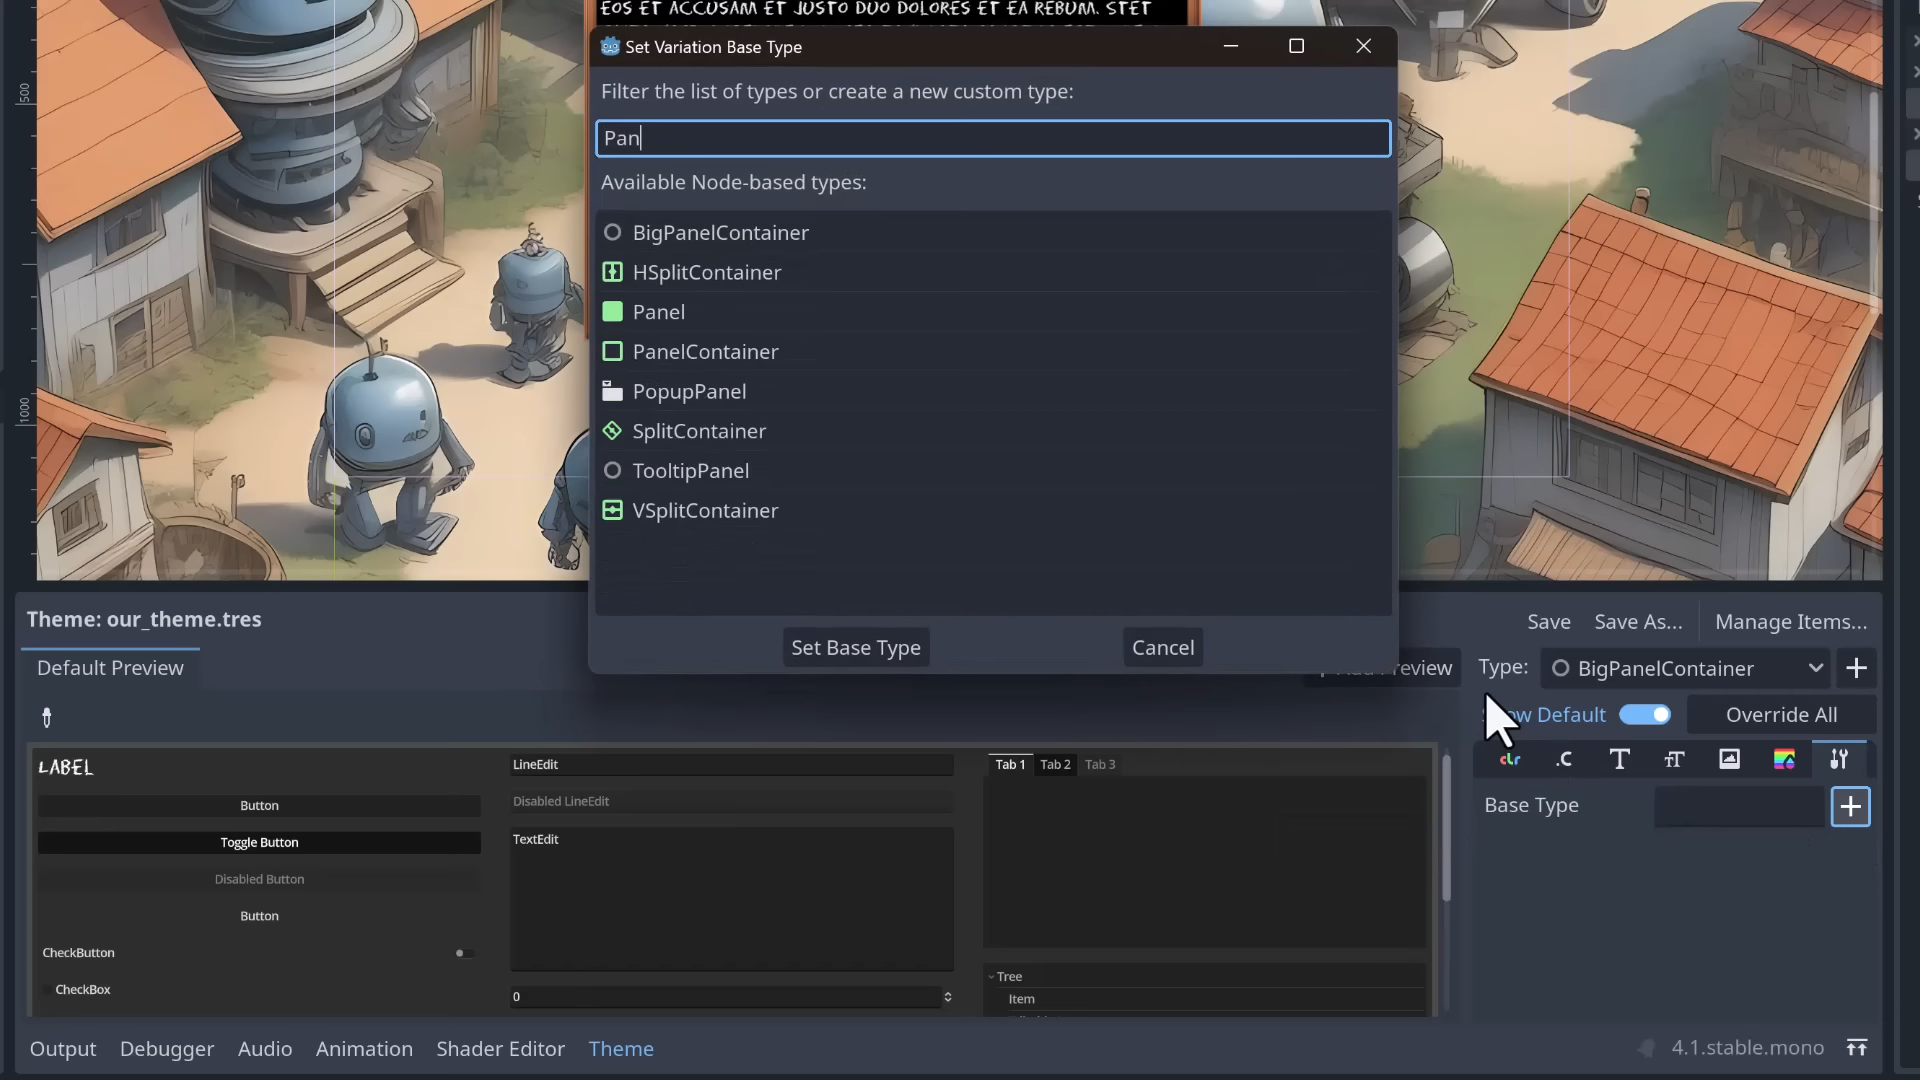 EOS ET ACCUSAM ET JUSTO DUO DOLORES ET EA REBUM. STET
Set Variation Base Type
500
Filter the list of types or create a new custom type:
Pan
Available Node-based types:
BigPanelContainer
HSplitContainer
Panel
PanelContainer
PopupPanel
1000
SplitContainer
TooltipPanel
VSplitContainer
Theme: our_theme.tres
Save Save As... Manage Items...
Set Base Type Cancel
Default Preview
Preview Type: BigPanelContainer
Default Override All
LABEL
LineEdit
Tab 1 Tab 2 Tab 3
Button
Disabled LineEdit
Base Type
Toggle Button
TextEdit
Disabled Button
Button
CheckButton
Tree
CheckBox
0
Item
Output Debugger Audio Animation Shader Editor Theme
4.1.stable.mono